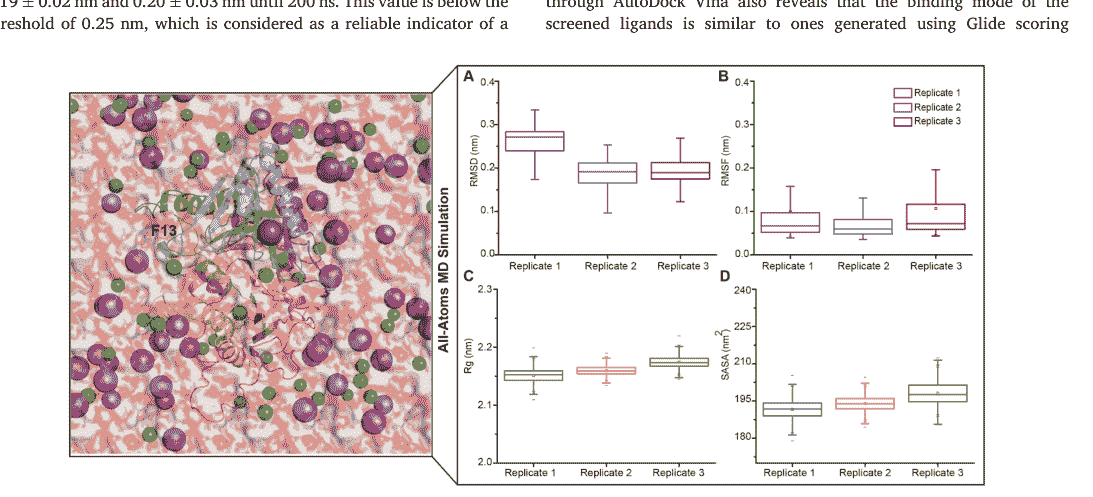 19 ± 0.02 nm and 0.20 ± 0.03 nm until 200 ns. This value is below the
reshold of 0.25 nm, which is considered as a reliable indicator of a
through AutoDock Vina also reveals that the binding mode of the
screened ligands is similar to ones generated using Glide scoring
F13
All-Atoms MD Simulation
A
0.4
0.3
0.2
0.1
0.0
RMSD (nm)
Replicate 1 Replicate 2 Replicate 3
B
0.4
0.3
0.2
0.1
0.0
RMSF (nm)
Replicate 1
Replicate 2
Replicate 3
Replicate 1 Replicate 2 Replicate 3
C
2.3
2.2
2.1
2.0
Rg (nm)
Replicate 1 Replicate 2 Replicate 3
D
240
225
210
195
180
SASA (nm²)
Replicate 1 Replicate 2 Replicate 3